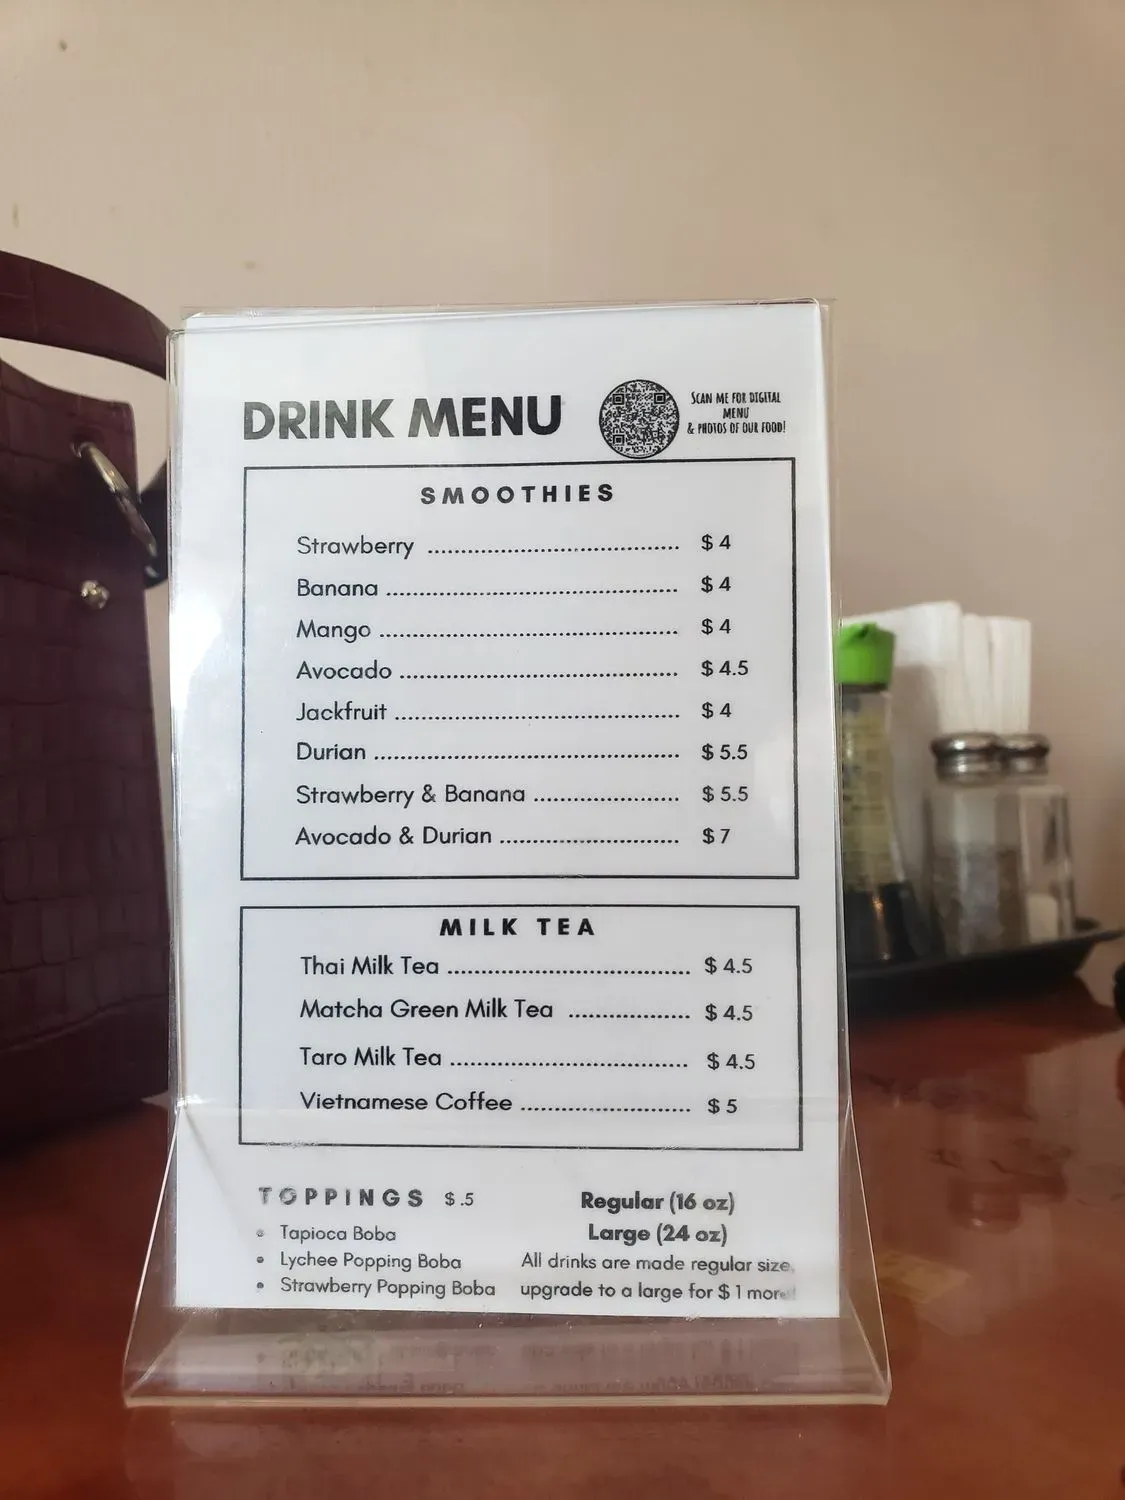 DRINK MENU
SCAN ME FOR DIGITAL
MENU
& PHOTOS OF OUR FOOD!
SMOOTHIES
Strawberry ................................................ $ 4
Banana ........................................................ $ 4
Mango ......................................................... $ 4
Avocado ..................................................... $ 4.5
Jackfruit ...................................................... $ 4
Durian .......................................................... $ 5.5
Strawberry & Banana ............................ $ 5.5
Avocado & Durian ................................... $ 7
MILK TEA
Thai Milk Tea .............................................. $ 4.5
Matcha Green Milk Tea ....................... $ 4.5
Taro Milk Tea ............................................. $ 4.5
Vietnamese Coffee ................................ $ 5
TOPPINGS $ .5
• Tapioca Boba
• Lychee Popping Boba
• Strawberry Popping Boba
Regular (16 oz)
Large (24 oz)
All drinks are made regular size,
upgrade to a large for $ 1 more!